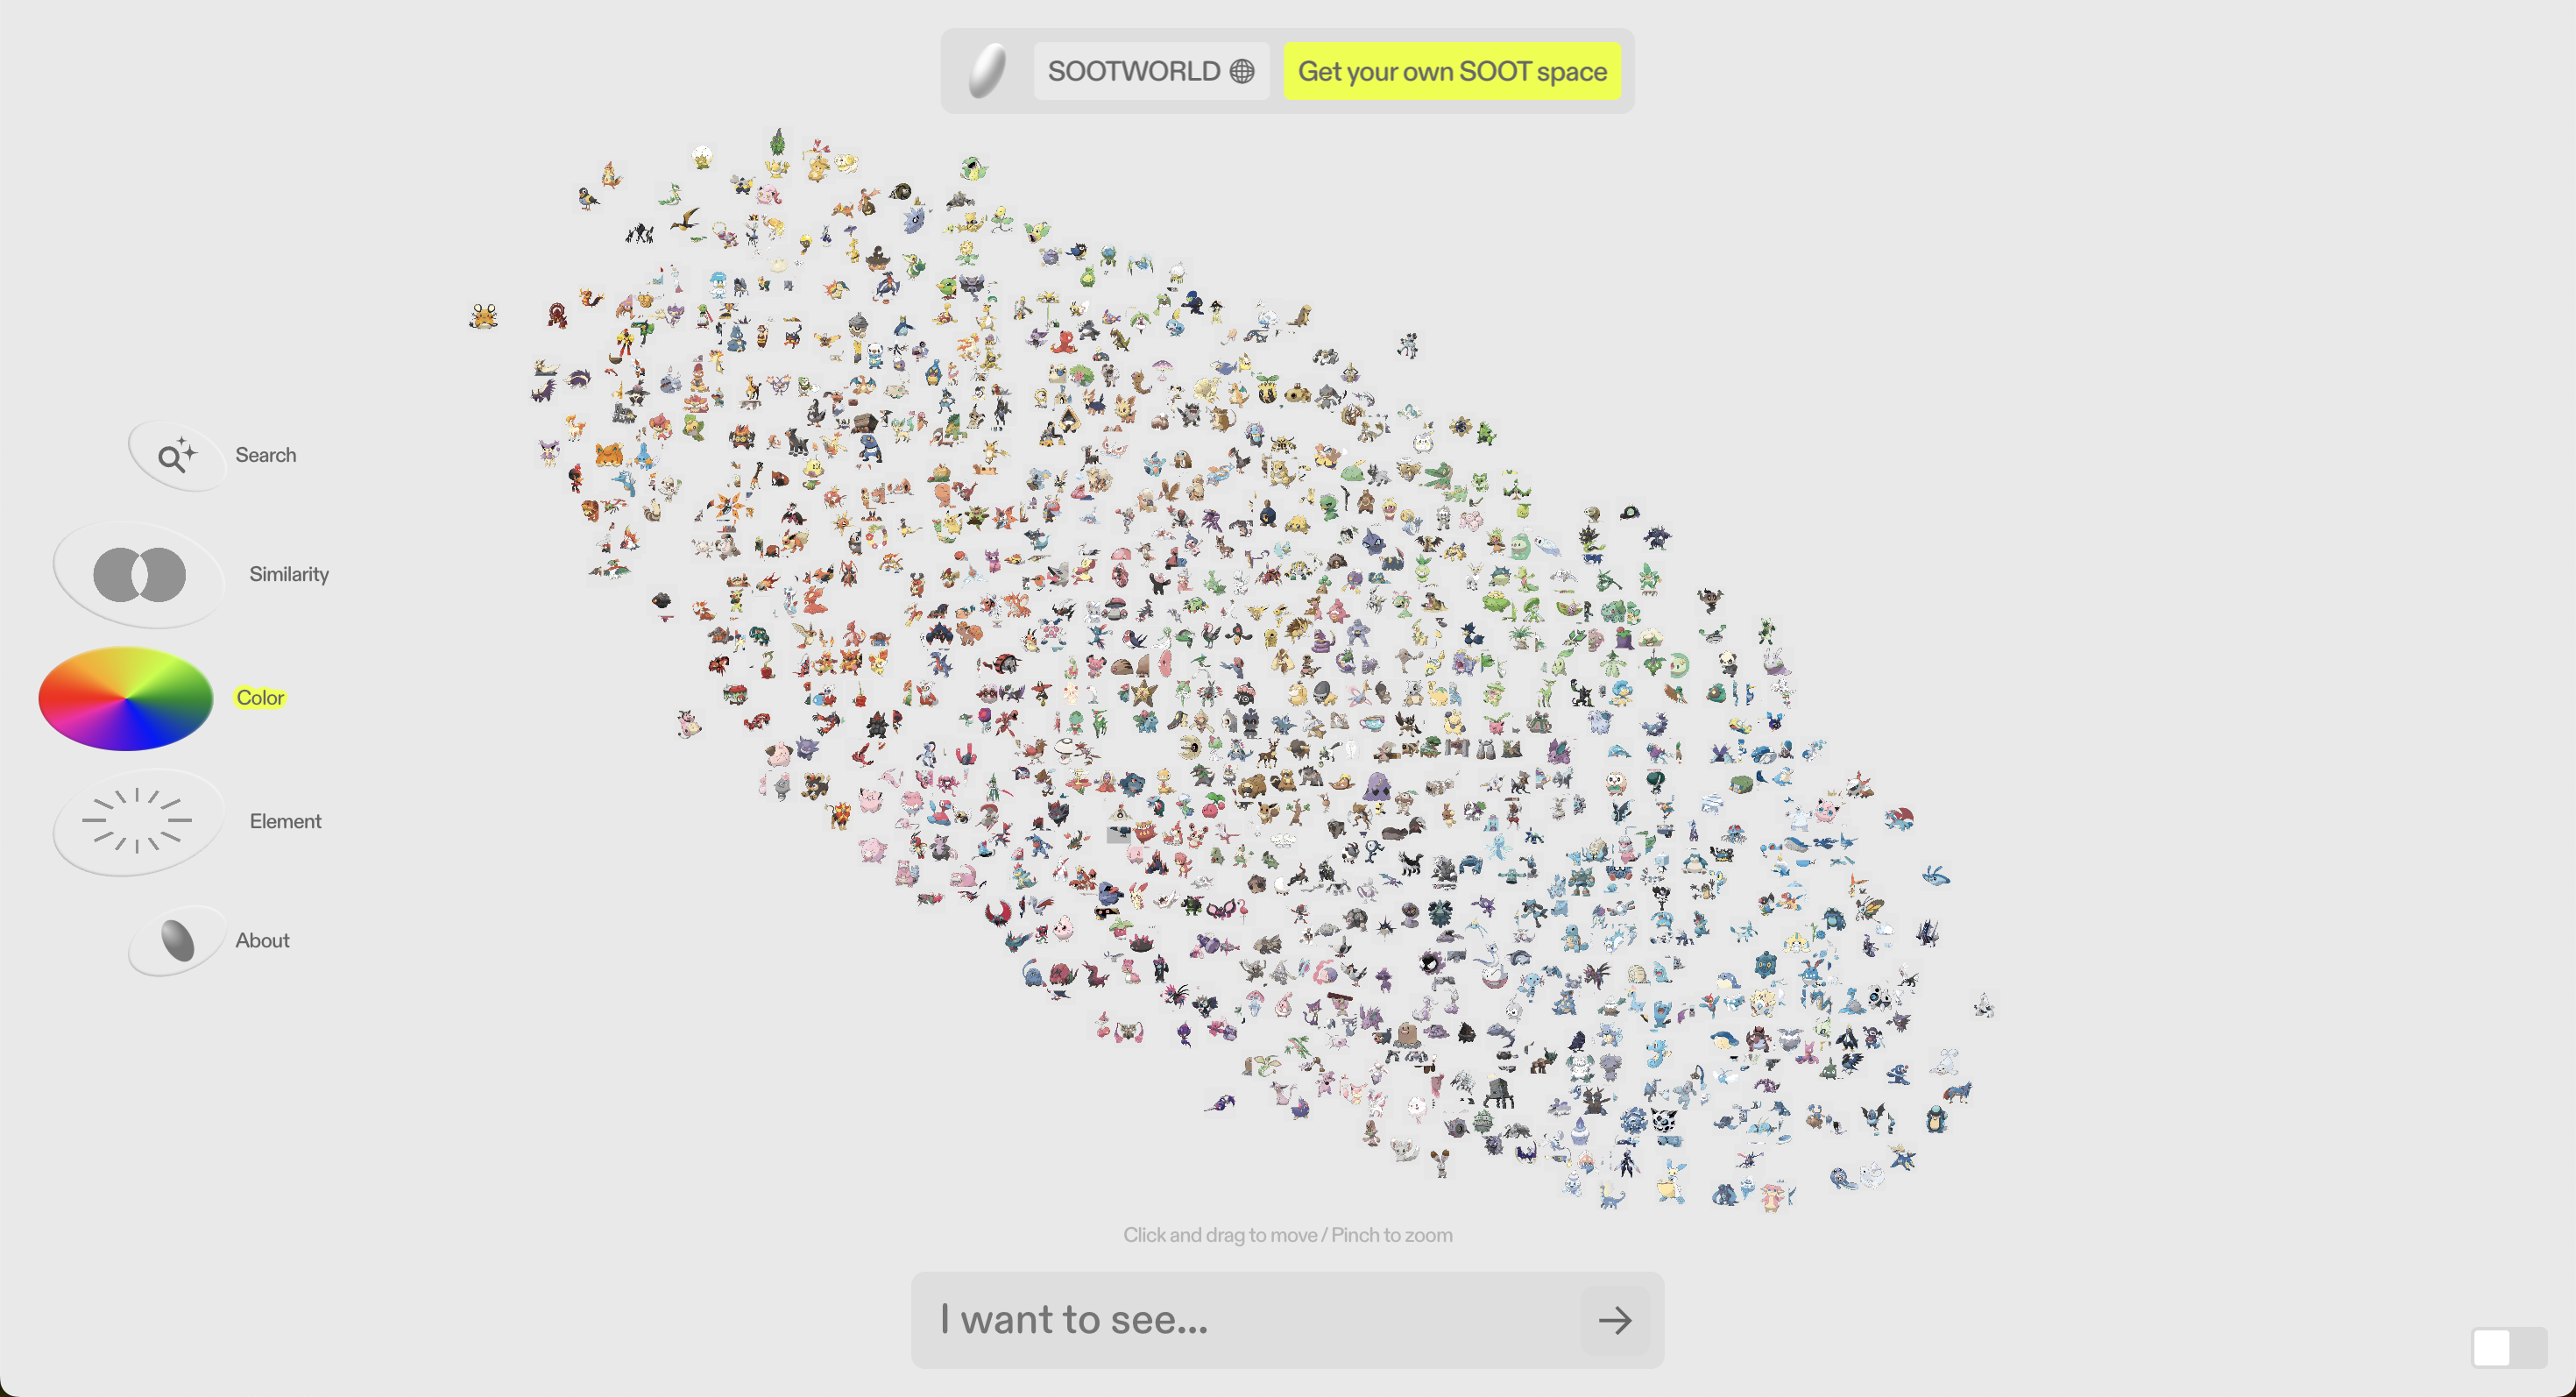 SOOTWORLD
Get your own SOOT space
Search
Similarity
Color
Element
About
Click and drag to move / Pinch to zoom
I want to see...